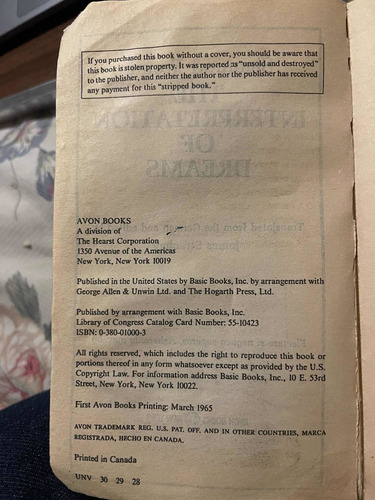 If you purchased this book without a cover, you should be aware that
this book is stolen property. It was reported as "unsold and destroyed"
to the publisher, and neither the author nor the publisher has received
any payment for this "stripped book."
THE
INTERPRETATION
OF
DREAMS
AVON BOOKS
A division of
The Hearst Corporation
1350 Avenue of the Americas
New York, New York 10019
Published in the United States by Basic Books, Inc. by arrangement with
George Allen & Unwin Ltd. and The Hogarth Press, Ltd.
Published by arrangement with Basic Books, Inc.
Library of Congress Catalog Card Number: 55-10423
ISBN: 0-380-01000-3
All rights reserved, which includes the right to reproduce this book or
portions thereof in any form whatsoever except as provided by the U.S.
Copyright Law. For information address Basic Books, Inc., 10 E. 53rd
Street, New York, New York 10022.
First Avon Books Printing: March 1965
AVON TRADEMARK REG. U.S. PAT. OFF. AND IN OTHER COUNTRIES, MARCA
REGISTRADA, HECHO EN CANADA.
Printed in Canada
UNV 30 29 28